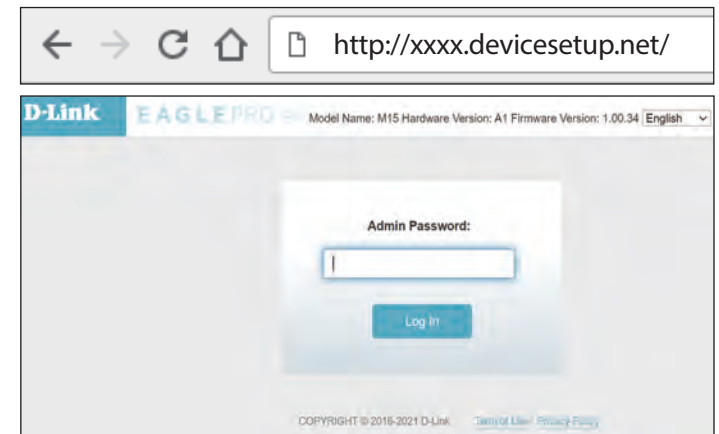 http://xxxx.devicesetup.net/
D-Link EAGLE PRO Model Name: M15 Hardware Version: A1 Firmware Version: 1.00.34 English
Admin Password:
Log In
COPYRIGHT © 2016-2021 D-Link Term of Use Privacy Policy